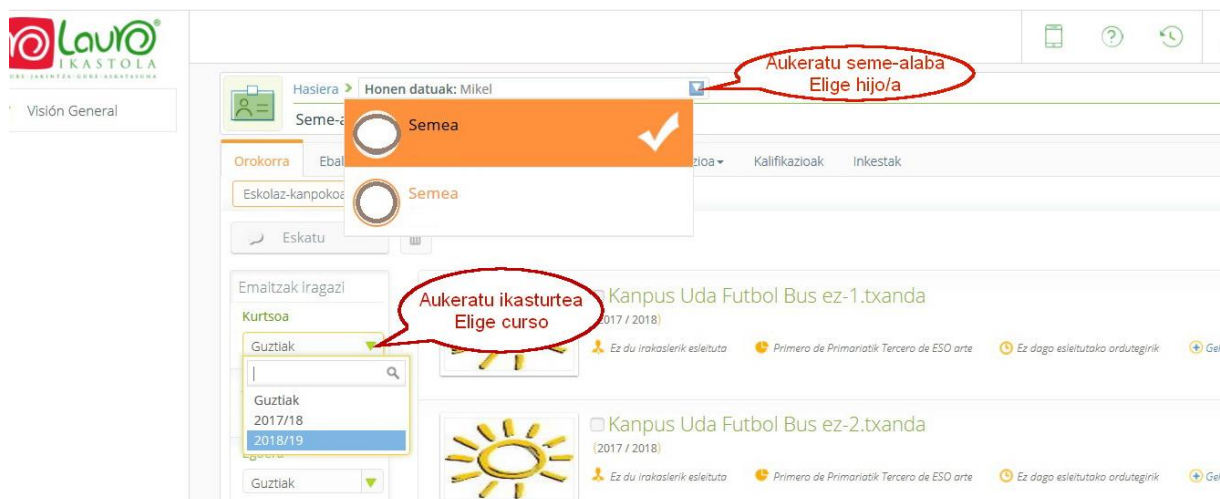 Lauro
IKASTOLA
Visión General
Hasiera > Honen datuak: Mikel
Aukeratu seme-alaba
Elige hijo/a
Seme-a
Semea
Semea
Orokorra Ebal zioa Kalifikazioak Inkestak
Eskolaz-kanpokoa
Eskatu
Emaitzak iragazi
Kurtsoa
Guztiak
Aukeratu ikasturtea
Elige curso
Guztiak
2017/18
2018/19
Egoera
Guztiak
Kanpus Uda Futbol Bus ez-1.txanda
2017 / 2018)
Ez du irakaslerik esleituta Primero de Primariatik Tercero de ESO arte Ez dago esleitutako ordutegirik Gel
Kanpus Uda Futbol Bus ez-2.txanda
(2017 / 2018)
Ez du irakaslerik esleituta Primero de Primariatik Tercero de ESO arte Ez dago esleitutako ordutegirik Gel